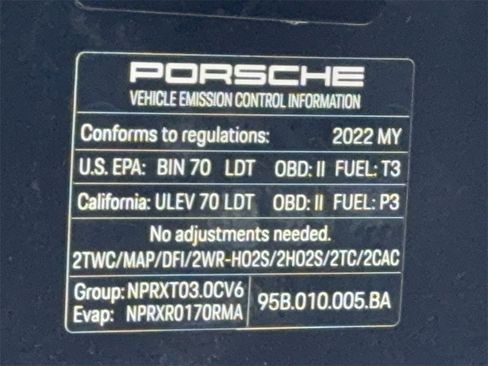 PORSCHE
VEHICLE EMISSION CONTROL INFORMATION
Conforms to regulations: 2022 MY
U.S. EPA: BIN 70 LDT OBD: II FUEL: T3
California: ULEV 70 LDT OBD: II FUEL: P3
No adjustments needed.
2TWC/MAP/DFI/2WR-HO2S/2HO2S/2TC/2CAC
Group: NPRXT03.0CV6
Evap: NPRXR0170RMA
95B.010.005.BA